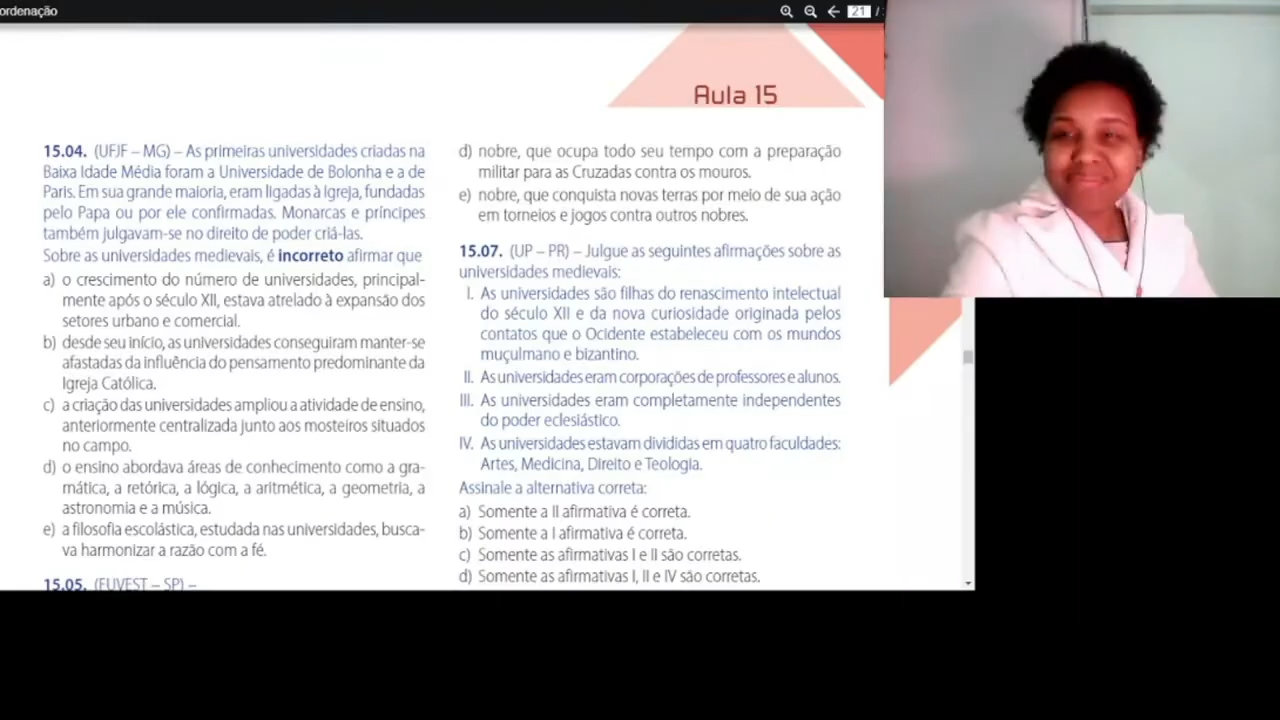 ordenação
21 /
Aula 15
15.04. (UFJF – MG) – As primeiras universidades criadas na
Baixa Idade Média foram a Universidade de Bolonha e a de
Paris. Em sua grande maioria, eram ligadas à Igreja, fundadas
pelo Papa ou por ele confirmadas. Monarcas e príncipes
também julgavam-se no direito de poder criá-las.
Sobre as universidades medievais, é incorreto afirmar que
a) o crescimento do número de universidades, principal-
mente após o século XII, estava atrelado à expansão dos
setores urbano e comercial.
b) desde seu início, as universidades conseguiram manter-se
afastadas da influência do pensamento predominante da
Igreja Católica.
c) a criação das universidades ampliou a atividade de ensino,
anteriormente centralizada junto aos mosteiros situados
no campo.
d) o ensino abordava áreas de conhecimento como a gra-
mática, a retórica, a lógica, a aritmética, a geometria, a
astronomia e a música.
e) a filosofia escolástica, estudada nas universidades, busca-
va harmonizar a razão com a fé.
15.05. (FUVEST – SP) –
d) nobre, que ocupa todo seu tempo com a preparação
militar para as Cruzadas contra os mouros.
e) nobre, que conquista novas terras por meio de sua ação
em torneios e jogos contra outros nobres.
15.07. (UP – PR) – Julgue as seguintes afirmações sobre as
universidades medievais:
I. As universidades são filhas do renascimento intelectual
do século XII e da nova curiosidade originada pelos
contatos que o Ocidente estabeleceu com os mundos
muçulmano e bizantino.
II. As universidades eram corporações de professores e alunos.
III. As universidades eram completamente independentes
do poder eclesiástico.
IV. As universidades estavam divididas em quatro faculdades:
Artes, Medicina, Direito e Teologia.
Assinale a alternativa correta:
a) Somente a II afirmativa é correta.
b) Somente a I afirmativa é correta.
c) Somente as afirmativas I e II são corretas.
d) Somente as afirmativas I, II e IV são corretas.